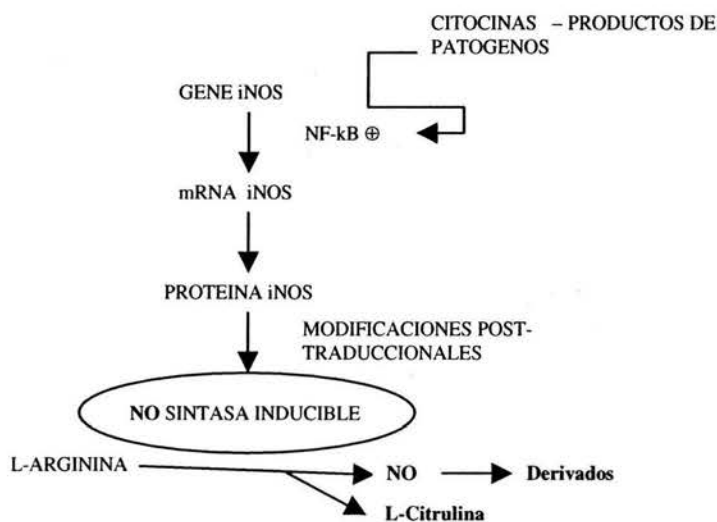 CITOCINAS – PRODUCTOS DE
PATOGENOS
GENE iNOS
NF-kB ⊕
mRNA iNOS
PROTEINA iNOS
MODIFICACIONES POST-
TRADUCCIONALES
NO SINTASA INDUCIBLE
L-ARGININA
NO
Derivados
L-Citrulina